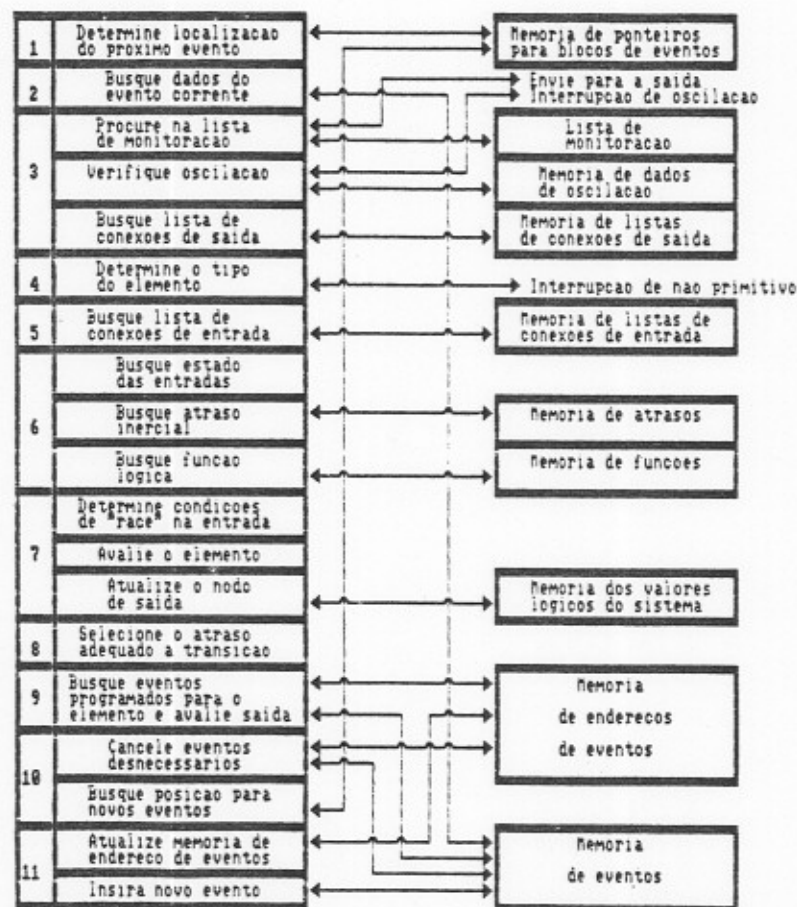 1
Determine localizacao
do proximo evento
2
Busque dados do
evento corrente
3
Procure na lista
de monitoracao
Verifique oscilacao
Busque lista de
conexoes de saida
4
Determine o tipo
do elemento
5
Busque lista de
conexoes de entrada
6
Busque estado
das entradas
Busque atraso
inercial
Busque funcao
logica
7
Determine condicoes
de "race" na entrada
Avalie o elemento
Atualize o nodo
de saida
8
Selecione o atraso
adequado a transicao
9
Busque eventos
programados para o
elemento e avalie saida
10
Cancele eventos
desnecessarios
Busque posicao para
novos eventos
11
Atualize memoria de
endereco de eventos
Insira novo evento
Memoria de ponteiros
para blocos de eventos
Envie para a saida
Interrupcao de oscilacao
Lista de
monitoracao
Memoria de dados
de oscilacao
Memoria de listas
de conexoes de saida
Interrupcao de nao primitivo
Memoria de listas de
conexoes de entrada
Memoria de atrasos
Memoria de funcoes
Memoria dos valores
logicos do sistema
Memoria
de enderecos
de eventos
Memoria
de eventos